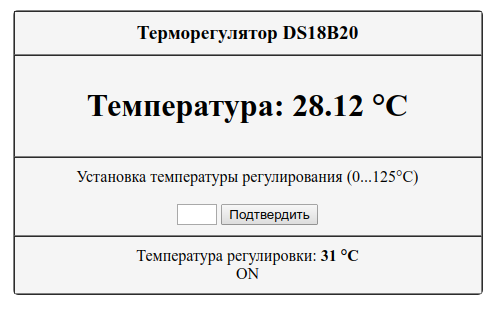 Терморегулятор DS18B20
Температура: 28.12 °C
Установка температуры регулирования (0...125°C)
Подтвердить
Температура регулировки: 31 °C
ON